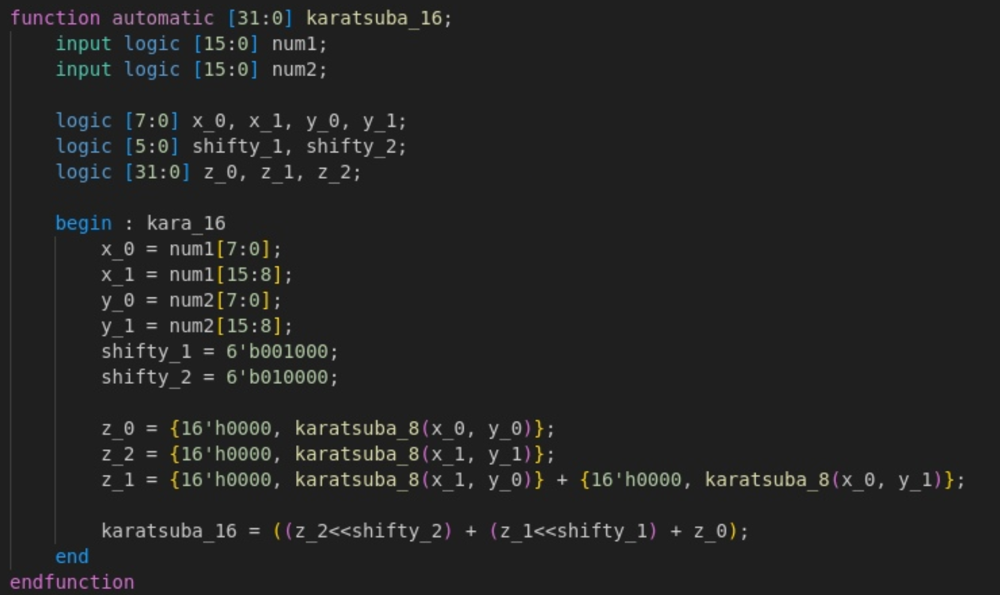 function automatic [31:0] karatsuba_16;
    input logic [15:0] num1;
    input logic [15:0] num2;

    logic [7:0] x_0, x_1, y_0, y_1;
    logic [5:0] shifty_1, shifty_2;
    logic [31:0] z_0, z_1, z_2;

    begin : kara_16
        x_0 = num1[7:0];
        x_1 = num1[15:8];
        y_0 = num2[7:0];
        y_1 = num2[15:8];
        shifty_1 = 6'b001000;
        shifty_2 = 6'b010000;

        z_0 = {16'h0000, karatsuba_8(x_0, y_0)};
        z_2 = {16'h0000, karatsuba_8(x_1, y_1)};
        z_1 = {16'h0000, karatsuba_8(x_1, y_0)} + {16'h0000, karatsuba_8(x_0, y_1)};

        karatsuba_16 = ((z_2<<shifty_2) + (z_1<<shifty_1) + z_0);
    end
endfunction